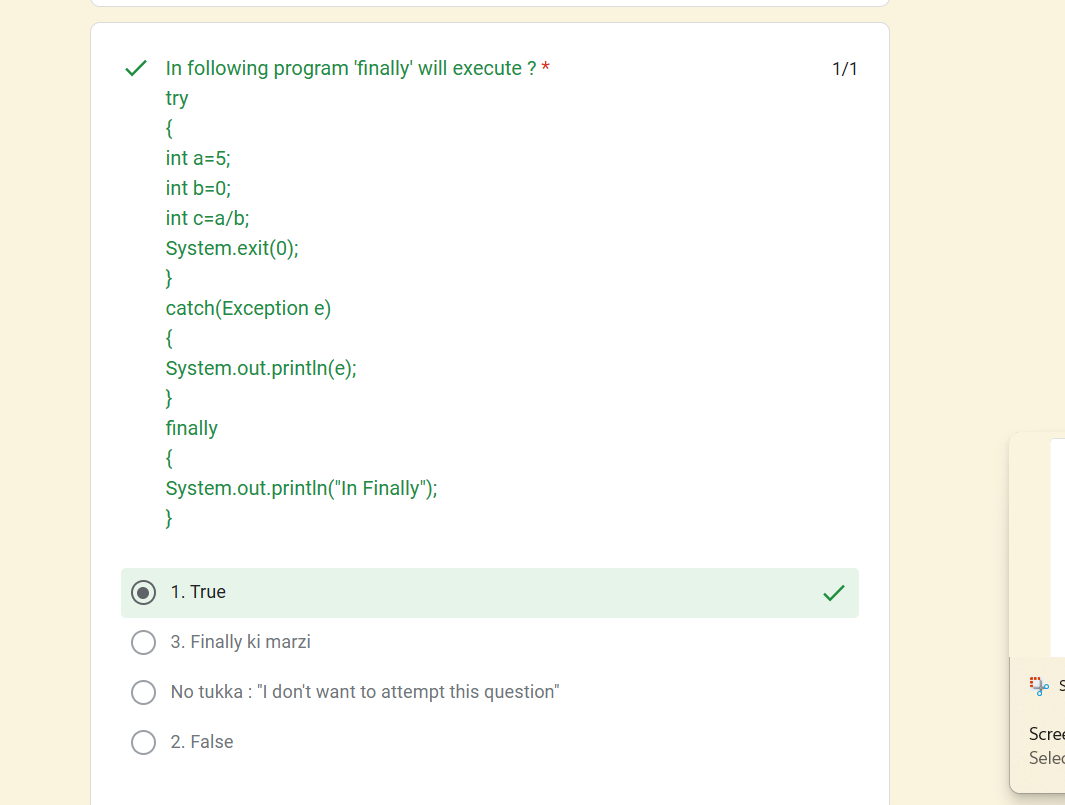 In following program 'finally' will execute ? *
1/1
try
{
int a=5;
int b=0;
int c=a/b;
System.exit(0);
}
catch(Exception e)
{
System.out.println(e);
}
finally
{
System.out.println("In Finally");
}
1. True
3. Finally ki marzi
No tukka : "I don't want to attempt this question"
2. False
S
Scree
Selec